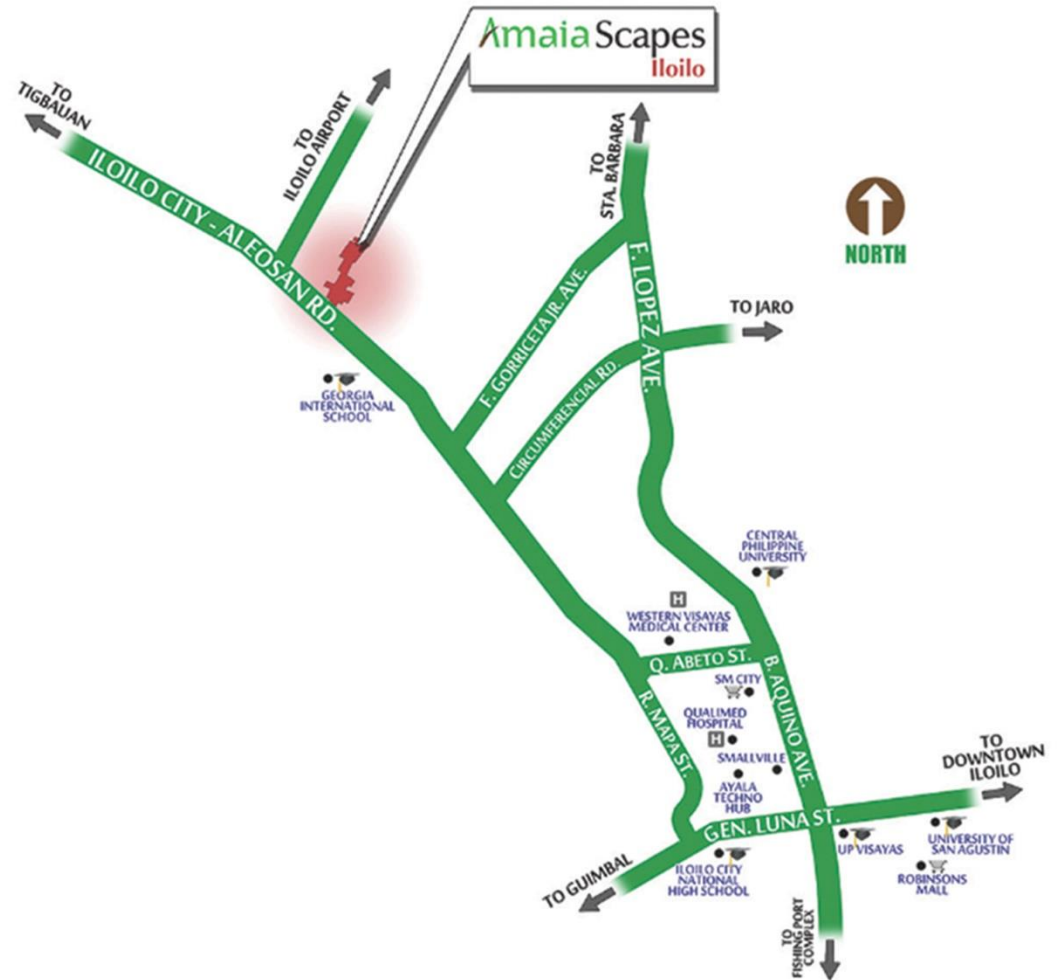 Amaia Scapes
Iloilo
TO
TIGBAUAN
TO
ILOILO AIRPORT
TO
STA. BARBARA
NORTH
ILOILO CITY - ALEOSAN RD.
F. GORRICETA JR. AVE.
F. LOPEZ AVE.
TO JARO
CIRCUMFERENCIAL RD.
GEORGIA
INTERNATIONAL
SCHOOL
CENTRAL
PHILIPPINE
UNIVERSITY
H
WESTERN VISAYAS
MEDICAL CENTER
Q. ABETO ST.
B. AQUINO AVE.
SM CITY
R. MAPA ST.
QUALIMED
HOSPITAL
H
SMALLVILLE
AYALA
TECHNO
HUB
TO
DOWNTOWN
ILOILO
GEN. LUNA ST.
UP VISAYAS
UNIVERSITY OF
SAN AGUSTIN
ROBINSONS
MALL
ILOILO CITY
NATIONAL
HIGH SCHOOL
TO GUIMBAL
TO
FISHING PORT
COMPLEX